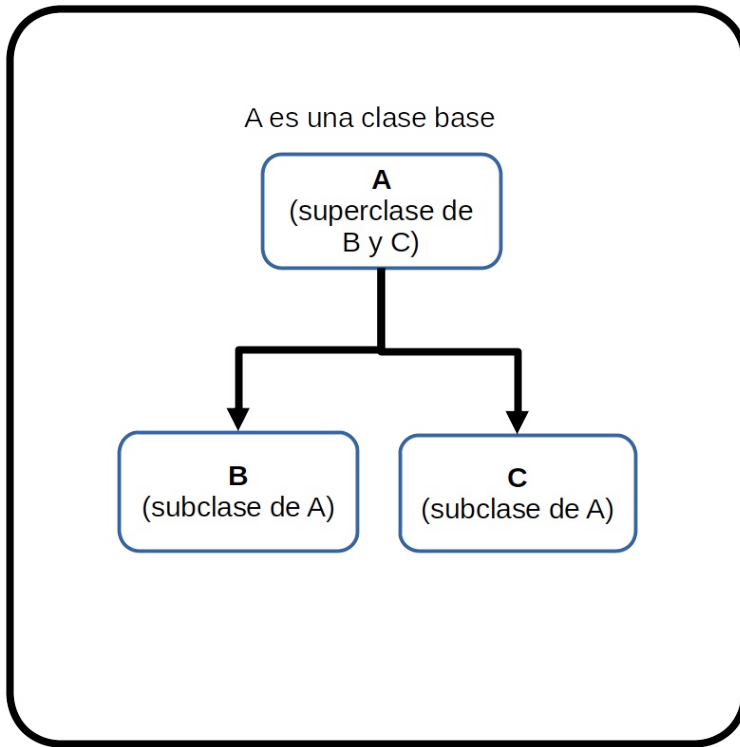 A es una clase base
A
(superclase de
B y C)
B
(subclase de A)
C
(subclase de A)